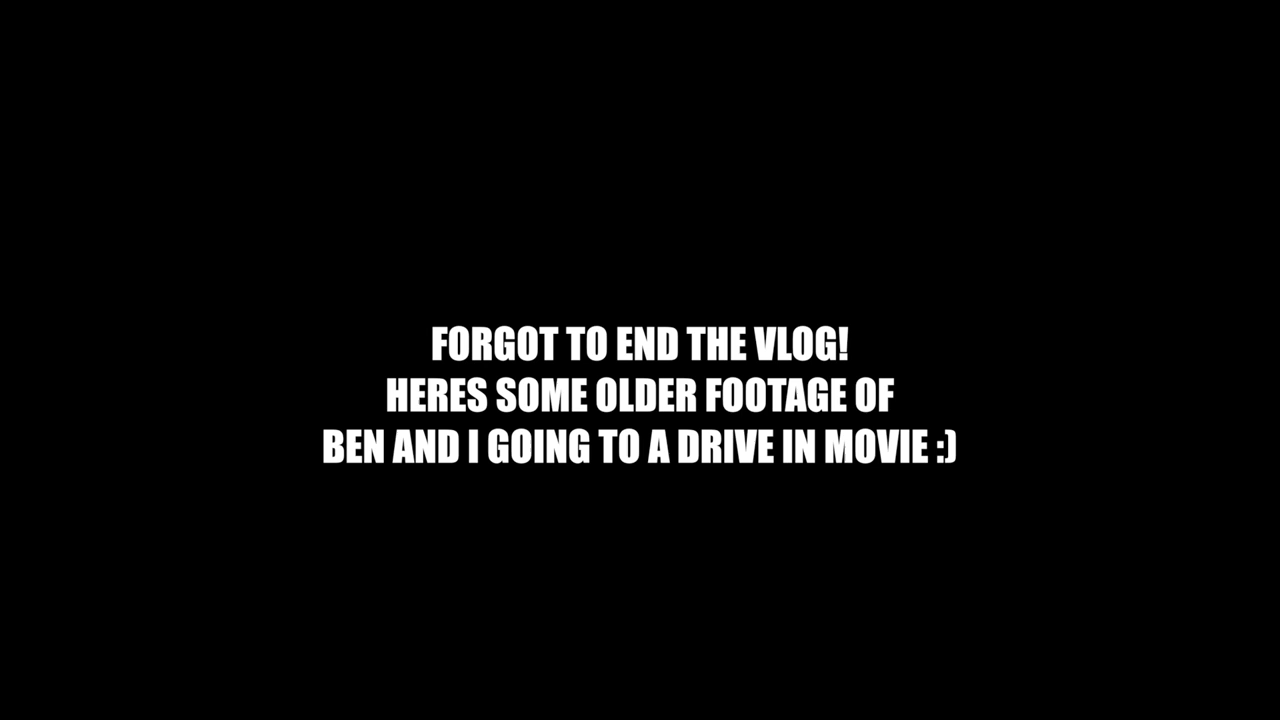 FORGOT TO END THE VLOG!
HERES SOME OLDER FOOTAGE OF
BEN AND I GOING TO A DRIVE IN MOVIE :)